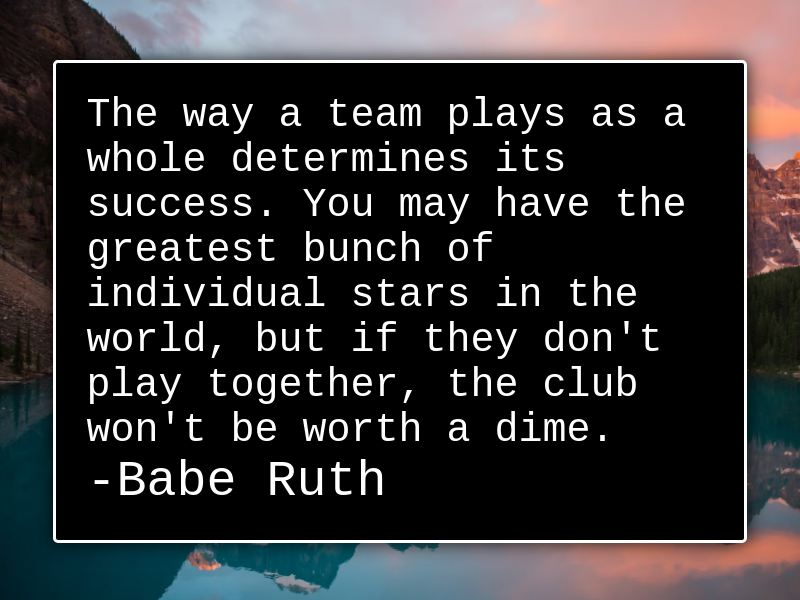 The way a team plays as a
whole determines its
success. You may have the
greatest bunch of
individual stars in the
world, but if they don't
play together, the club
won't be worth a dime.
-Babe Ruth